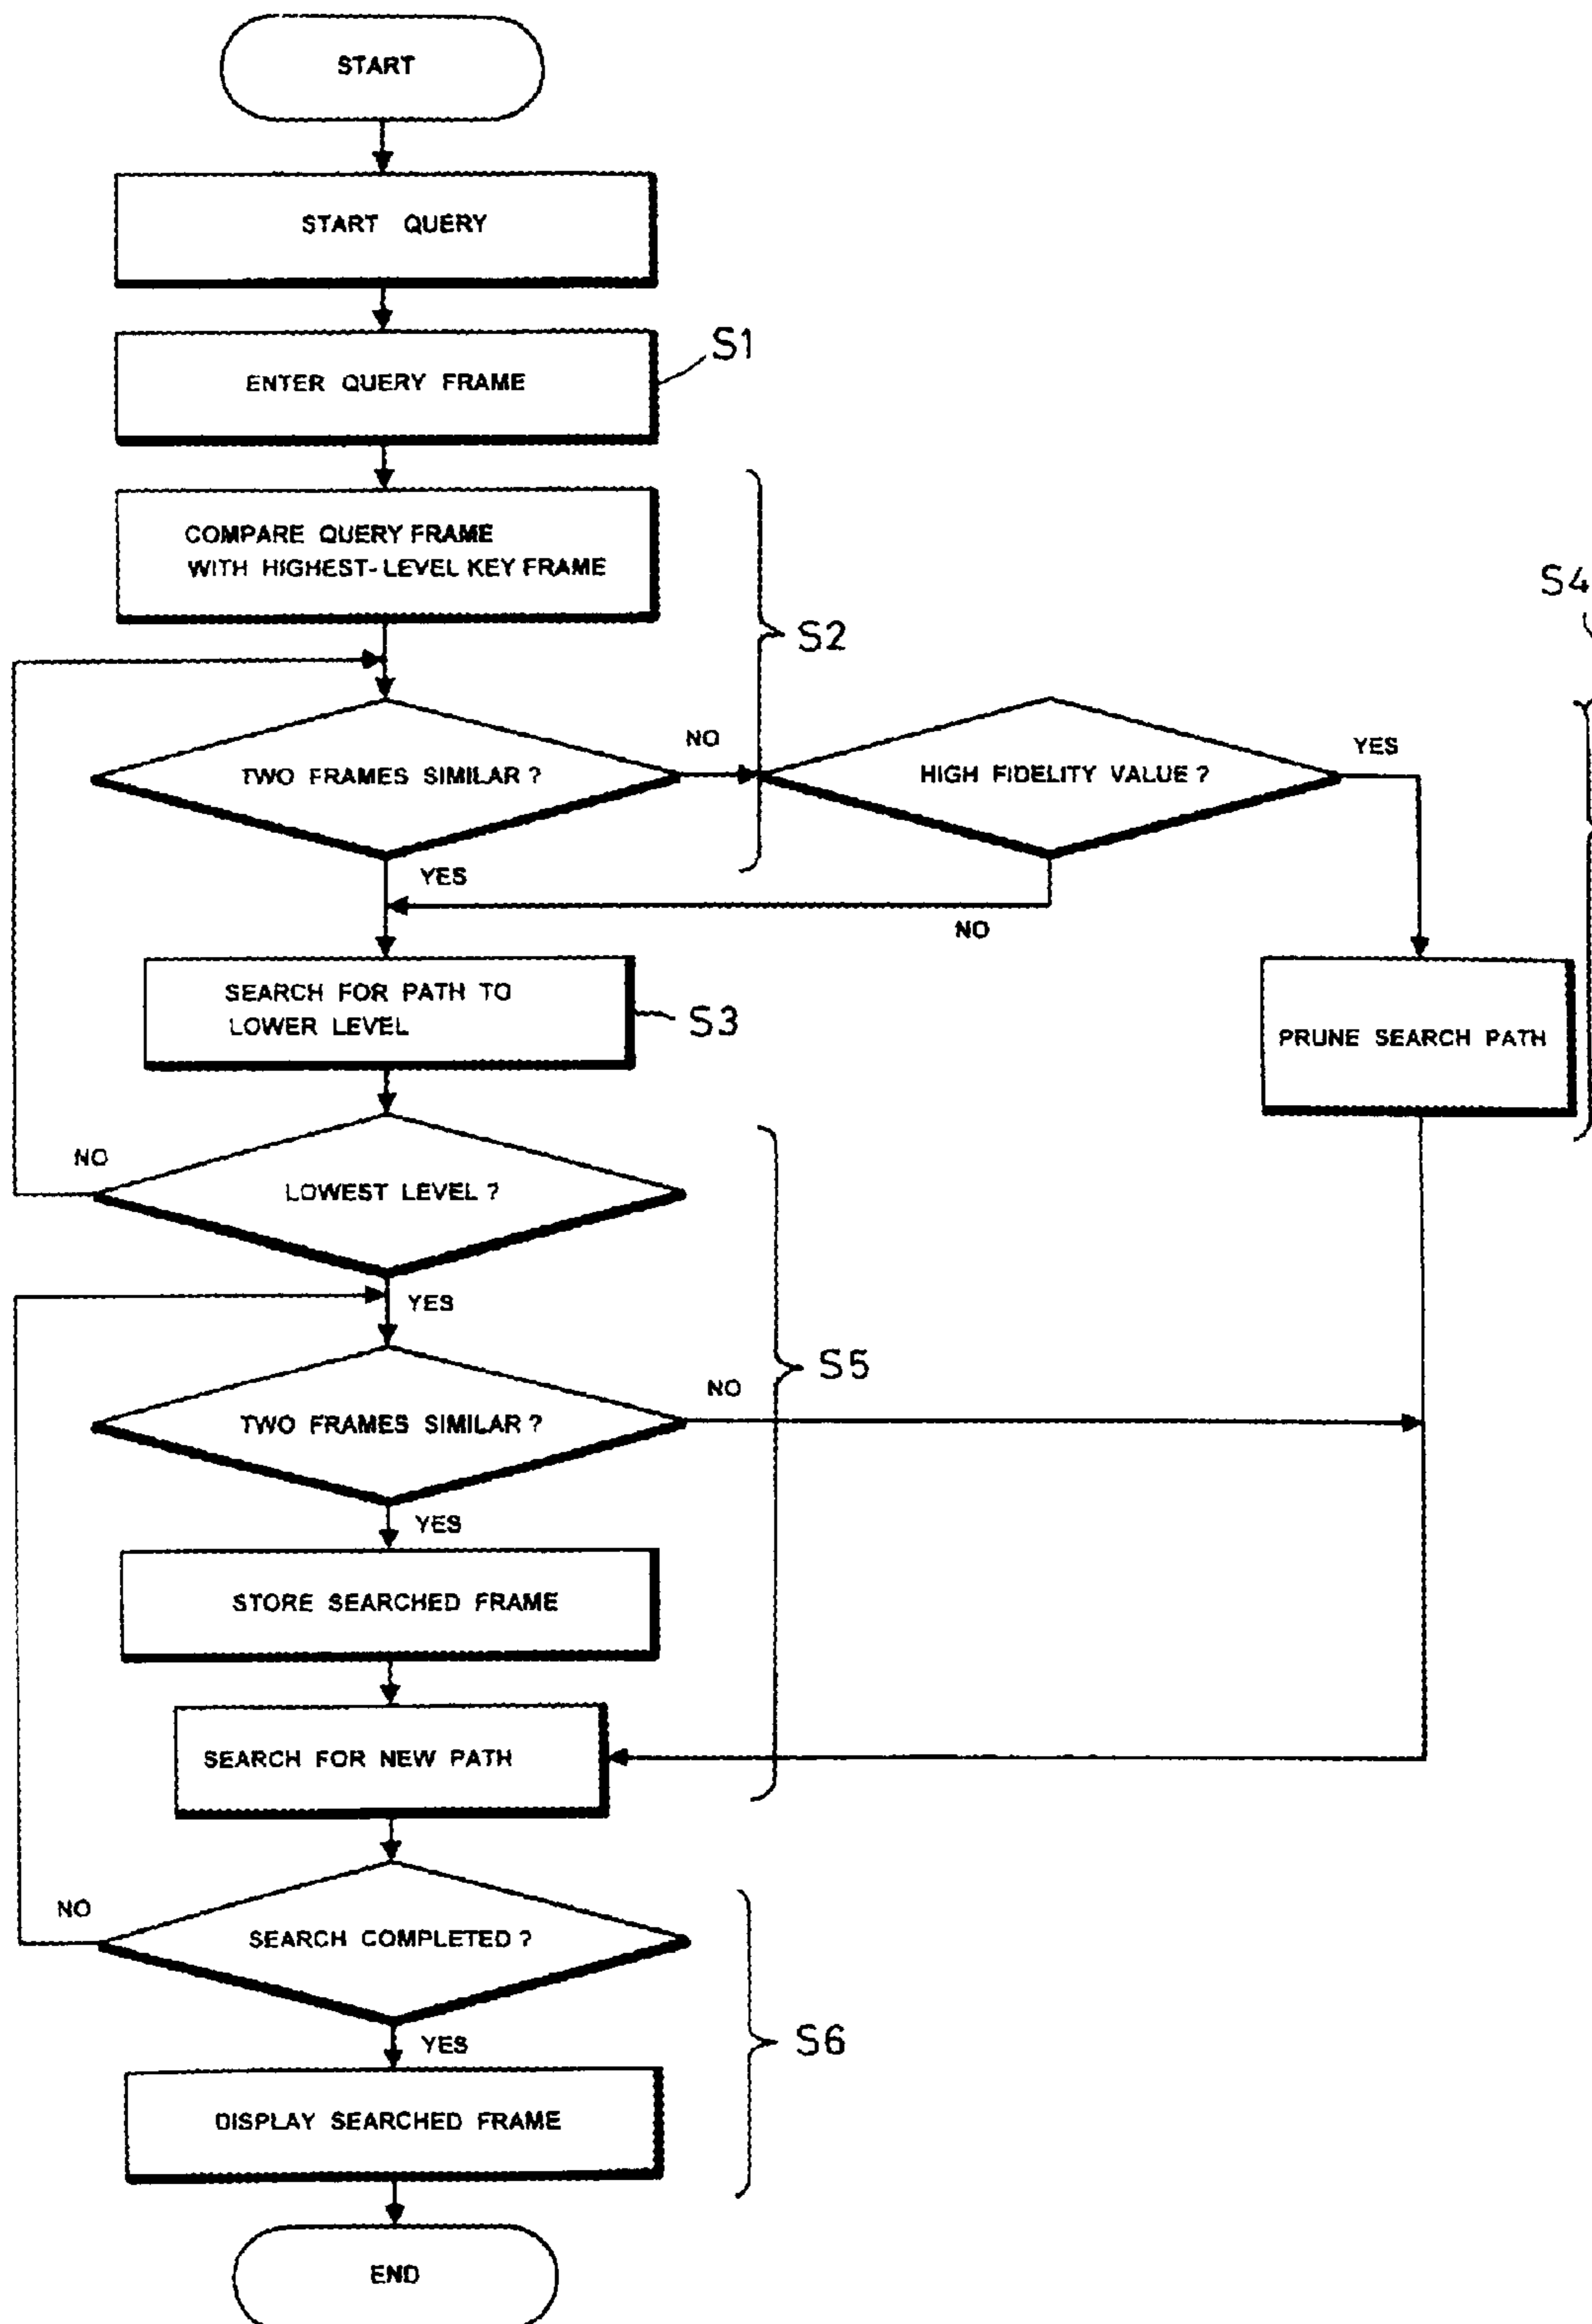 START
START QUERY
ENTER QUERY FRAME
S1
COMPARE QUERY FRAME
WITH HIGHEST-LEVEL KEY FRAME
S2
S4
TWO FRAMES SIMILAR ?
NO
HIGH FIDELITY VALUE ?
YES
YES
NO
SEARCH FOR PATH TO
LOWER LEVEL
S3
PRUNE SEARCH PATH
NO
LOWEST LEVEL ?
YES
S5
TWO FRAMES SIMILAR ?
NO
YES
STORE SEARCHED FRAME
SEARCH FOR NEW PATH
NO
SEARCH COMPLETED ?
YES
S6
DISPLAY SEARCHED FRAME
END